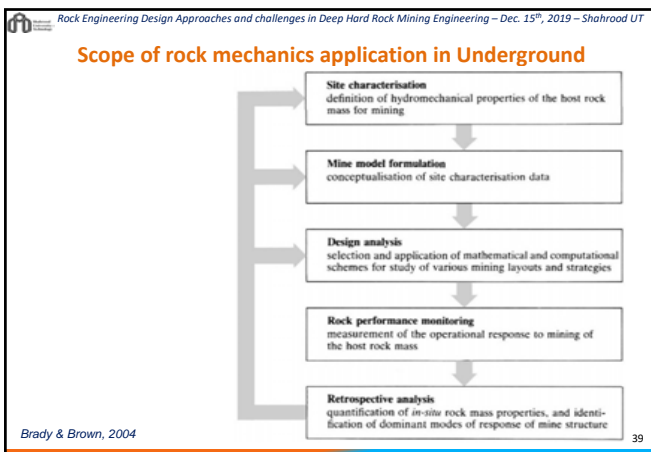 Rock Engineering Design Approaches and challenges in Deep Hard Rock Mining Engineering – Dec. 15th, 2019 – Shahrood UT
Scope of rock mechanics application in Underground
Site characterisation
definition of hydromechanical properties of the host rock
mass for mining
Mine model formulation
conceptualisation of site characterisation data
Design analysis
selection and application of mathematical and computational
schemes for study of various mining layouts and strategies
Rock performance monitoring
measurement of the operational response to mining of
the host rock mass
Retrospective analysis
quantification of in-situ rock mass properties, and identi-
fication of dominant modes of response of mine structure
Brady & Brown, 2004
39